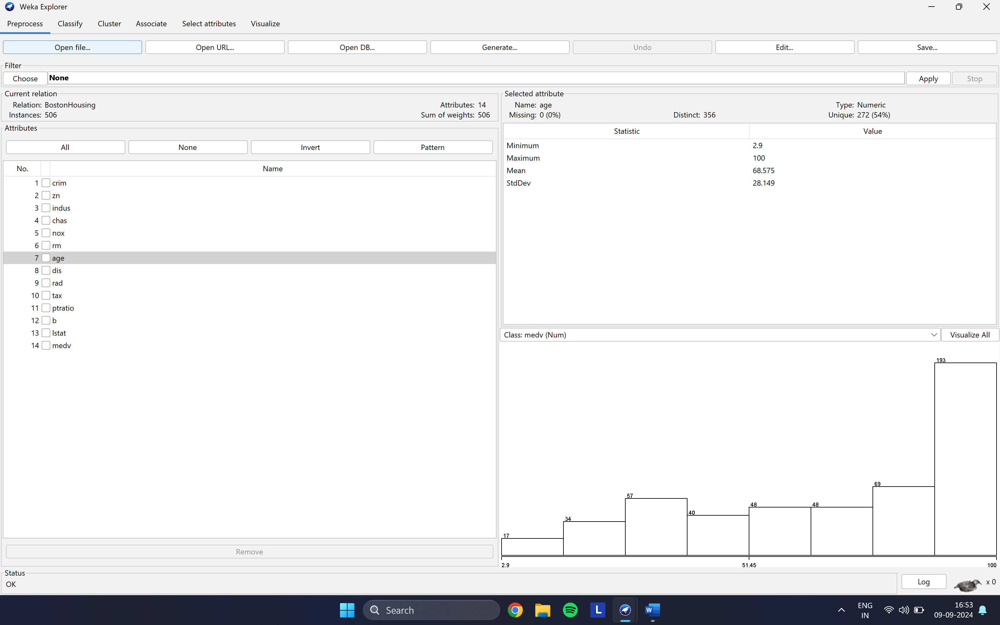 Weka Explorer
Preprocess Classify Cluster Associate Select attributes Visualize
Open file... Open URL... Open DB... Generate... Undo Edit... Save...
Filter
Choose None Apply Stop
Current relation
Relation: BostonHousing Attributes: 14
Instances: 506 Sum of weights: 506
Attributes
All None Invert Pattern
No. Name
1 crim
2 zn
3 indus
4 chas
5 nox
6 rm
7 age
8 dis
9 rad
10 tax
11 ptratio
12 b
13 lstat
14 medv
Remove
Selected attribute
Name: age Type: Numeric
Missing: 0 (0%) Distinct: 356 Unique: 272 (54%)
Statistic Value
Minimum 2.9
Maximum 100
Mean 68.575
StdDev 28.149
Class: medv (Num) Visualize All
193
69
57
48 48
40
34
17
2.9 51.45 100
Status
OK
Log x 0
Search
L
W
ENG
IN
16:53
09-09-2024